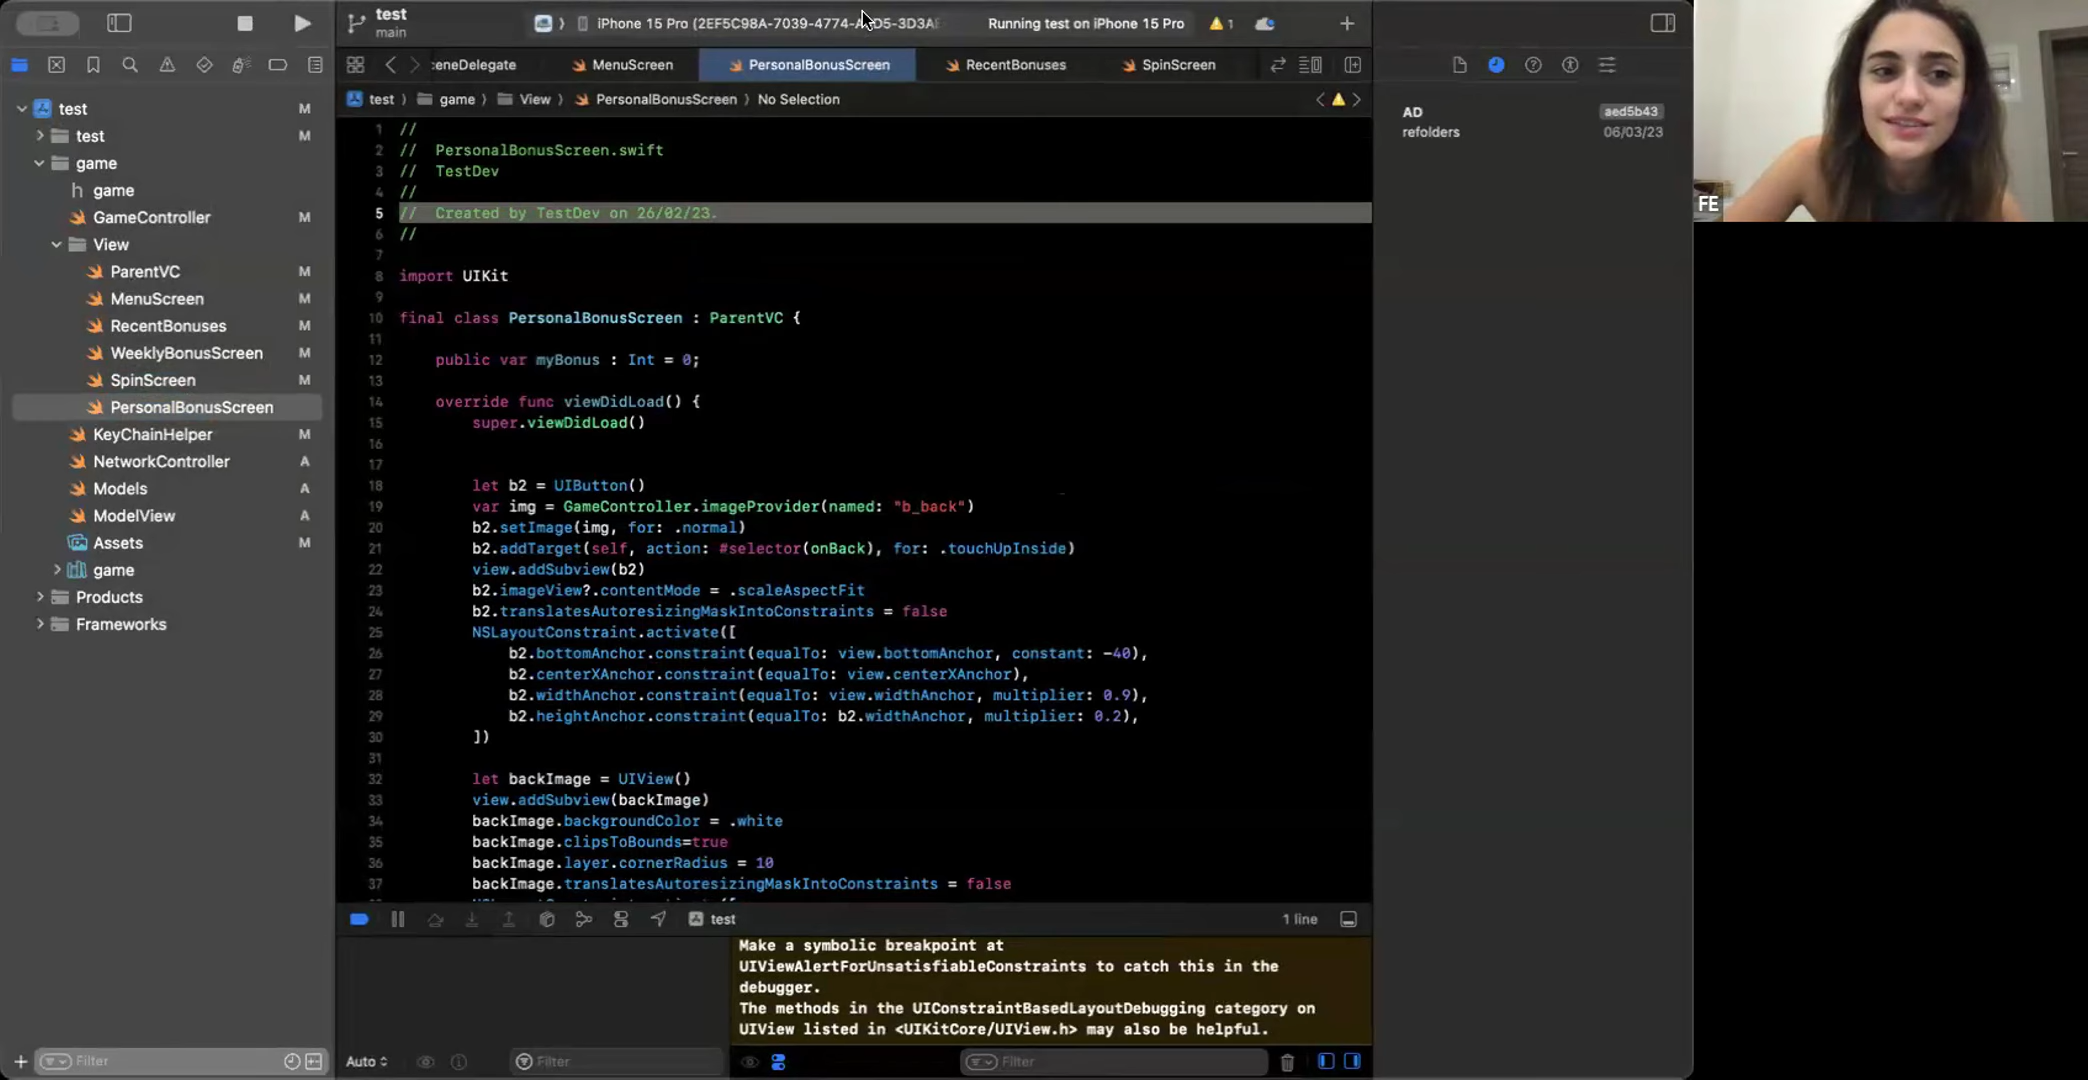 test
main
iPhone 15 Pro (2EF5C98A-7039-4774-A
D5-3D3A
Running test on iPhone 15 Pro
1
ceneDelegate
MenuScreen
PersonalBonusScreen
RecentBonuses
SpinScreen
test
game
View
PersonalBonusScreen
No Selection
test M
test M
game
h game
GameController M
View
ParentVC M
MenuScreen M
RecentBonuses M
WeeklyBonusScreen M
SpinScreen M
PersonalBonusScreen
KeyChainHelper M
NetworkController A
Models A
ModelView A
Assets M
game
Products
Frameworks
Filter
1 //
2 // PersonalBonusScreen.swift
3 // TestDev
4 //
5 // Created by TestDev on 26/02/23.
6 //
7
8 import UIKit
9
10 final class PersonalBonusScreen : ParentVC {
11
12 public var myBonus : Int = 0;
13
14 override func viewDidLoad() {
15 super.viewDidLoad()
16
17
18 let b2 = UIButton()
19 var img = GameController.imageProvider(named: "b_back")
20 b2.setImage(img, for: .normal)
21 b2.addTarget(self, action: #selector(onBack), for: .touchUpInside)
22 view.addSubview(b2)
23 b2.imageView?.contentMode = .scaleAspectFit
24 b2.translatesAutoresizingMaskIntoConstraints = false
25 NSLayoutConstraint.activate([
26 b2.bottomAnchor.constraint(equalTo: view.bottomAnchor, constant: -40),
27 b2.centerXAnchor.constraint(equalTo: view.centerXAnchor),
28 b2.widthAnchor.constraint(equalTo: view.widthAnchor, multiplier: 0.9),
29 b2.heightAnchor.constraint(equalTo: b2.widthAnchor, multiplier: 0.2),
30 ])
31
32 let backImage = UIView()
33 view.addSubview(backImage)
34 backImage.backgroundColor = .white
35 backImage.clipsToBounds=true
36 backImage.layer.cornerRadius = 10
37 backImage.translatesAutoresizingMaskIntoConstraints = false
test
1 line
Make a symbolic breakpoint at
UIViewAlertForUnsatisfiableConstraints to catch this in the
debugger.
The methods in the UIConstraintBasedLayoutDebugging category on
UIView listed in <UIKitCore/UIView.h> may also be helpful.
Auto
Filter
Filter
AD aed5b43
refolders 06/03/23
FE